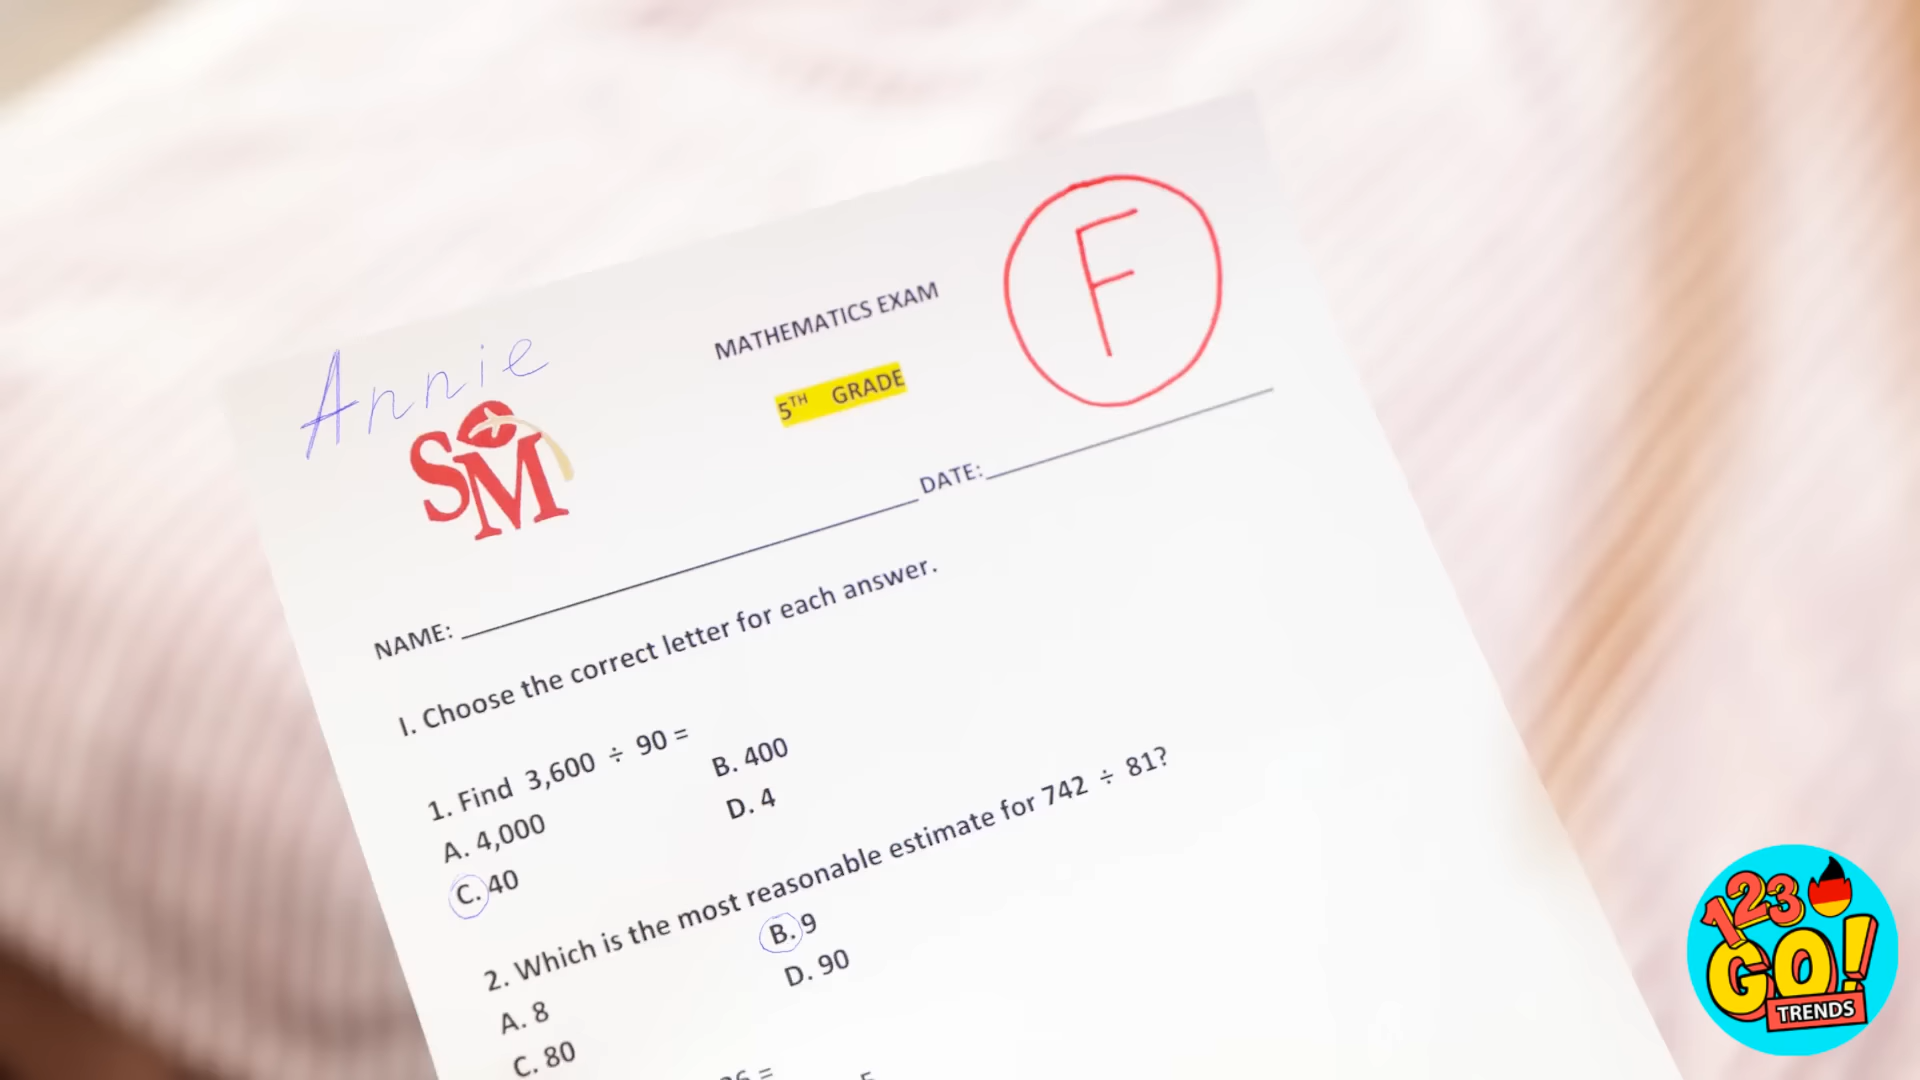 Annie
SM
MATHEMATICS EXAM
5TH GRADE
F
NAME: DATE:
I. Choose the correct letter for each answer.
1. Find 3,600 ÷ 90 =
A. 4,000 B. 400
C. 40 D. 4
2. Which is the most reasonable estimate for 742 ÷ 81?
A. 8 B. 9
C. 80 D. 90
123
GO!
TRENDS